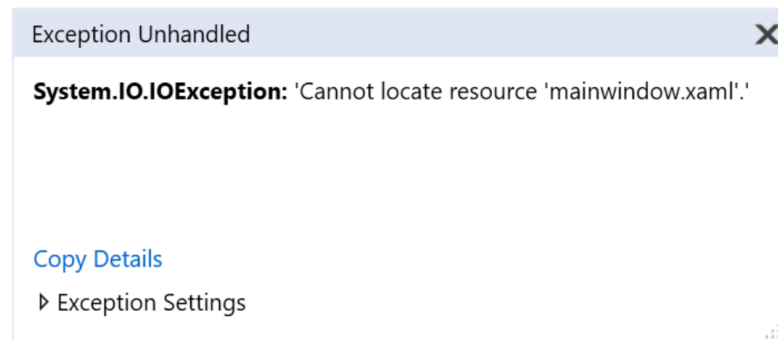 Exception Unhandled
System.IO.IOException: 'Cannot locate resource 'mainwindow.xaml'.'
Copy Details
Exception Settings